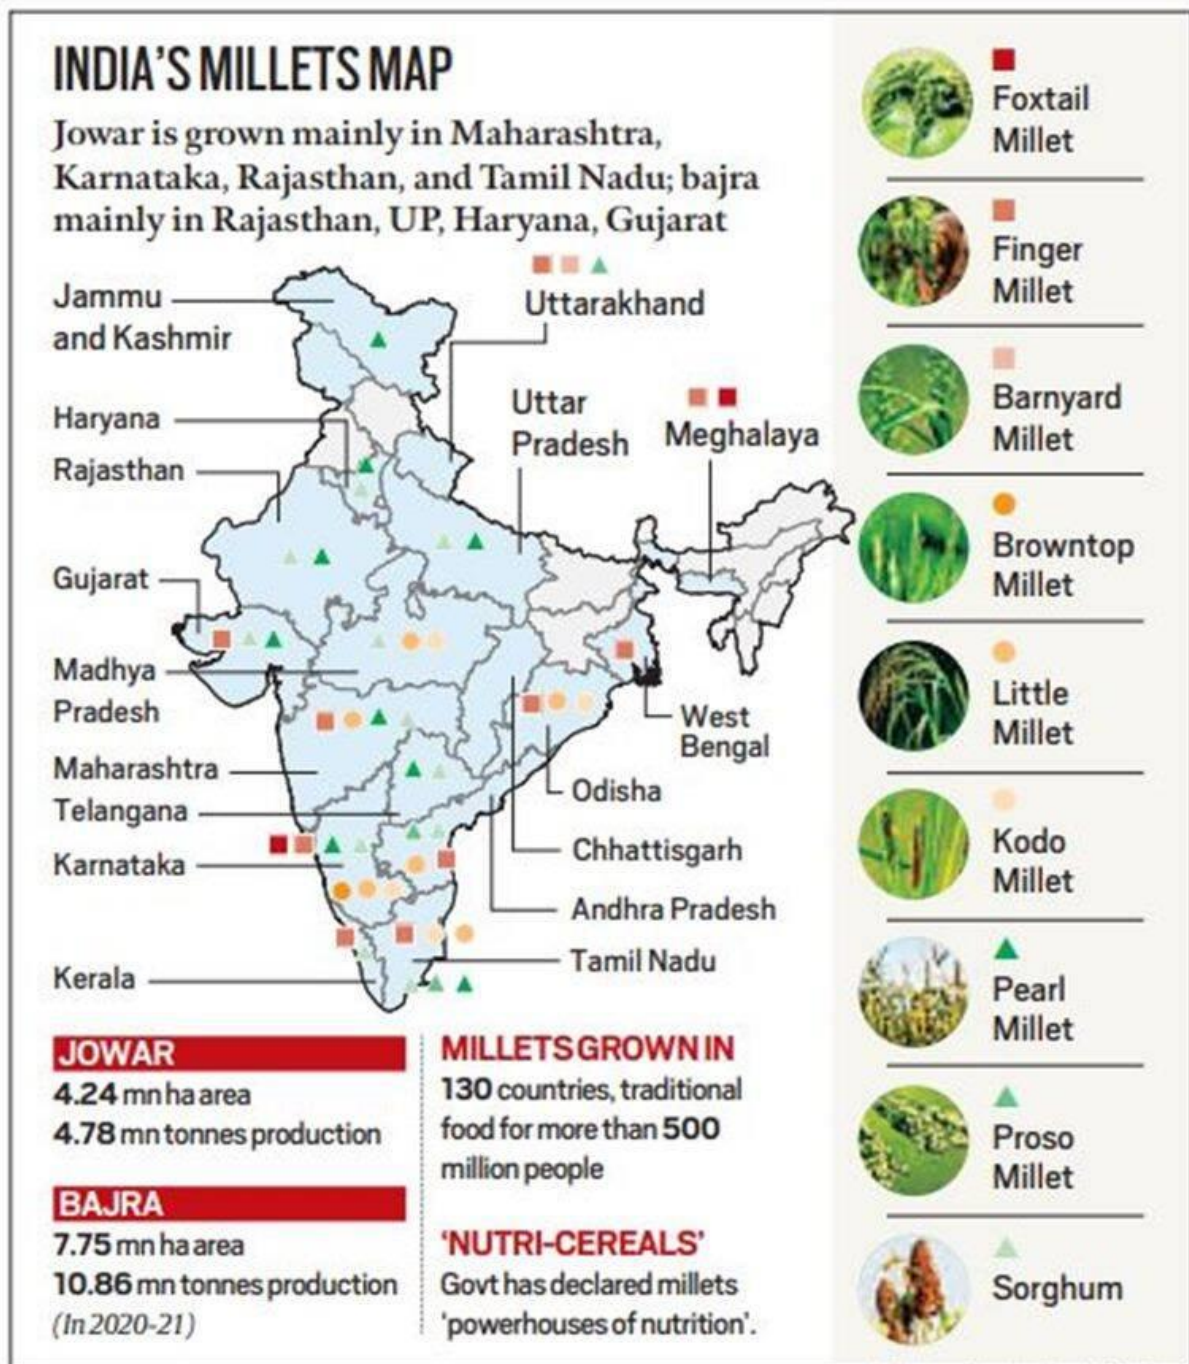 INDIA'S MILLETS MAP
Jowar is grown mainly in Maharashtra,
Karnataka, Rajasthan, and Tamil Nadu; bajra
mainly in Rajasthan, UP, Haryana, Gujarat
Jammu
and Kashmir
Haryana
Rajasthan
Gujarat
Madhya
Pradesh
Maharashtra
Telangana
Karnataka
Kerala
Uttarakhand
Uttar
Pradesh
Meghalaya
West
Bengal
Odisha
Chhattisgarh
Andhra Pradesh
Tamil Nadu
JOWAR
4.24 mn ha area
4.78 mn tonnes production
BAJRA
7.75 mn ha area
10.86 mn tonnes production
(In 2020-21)
MILLETS GROWN IN
130 countries, traditional
food for more than 500
million people
'NUTRI-CEREALS'
Govt has declared millets
'powerhouses of nutrition'.
Foxtail
Millet
Finger
Millet
Barnyard
Millet
Browntop
Millet
Little
Millet
Kodo
Millet
Pearl
Millet
Proso
Millet
Sorghum